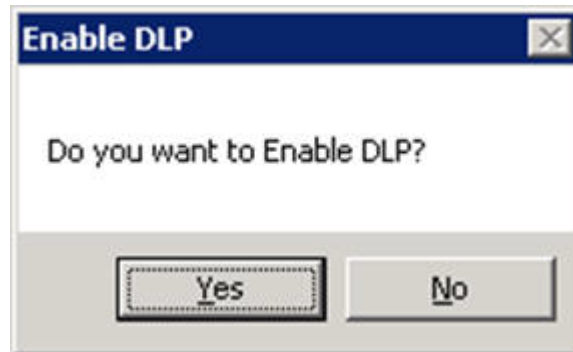 Enable DLP
Do you want to Enable DLP?
Yes No